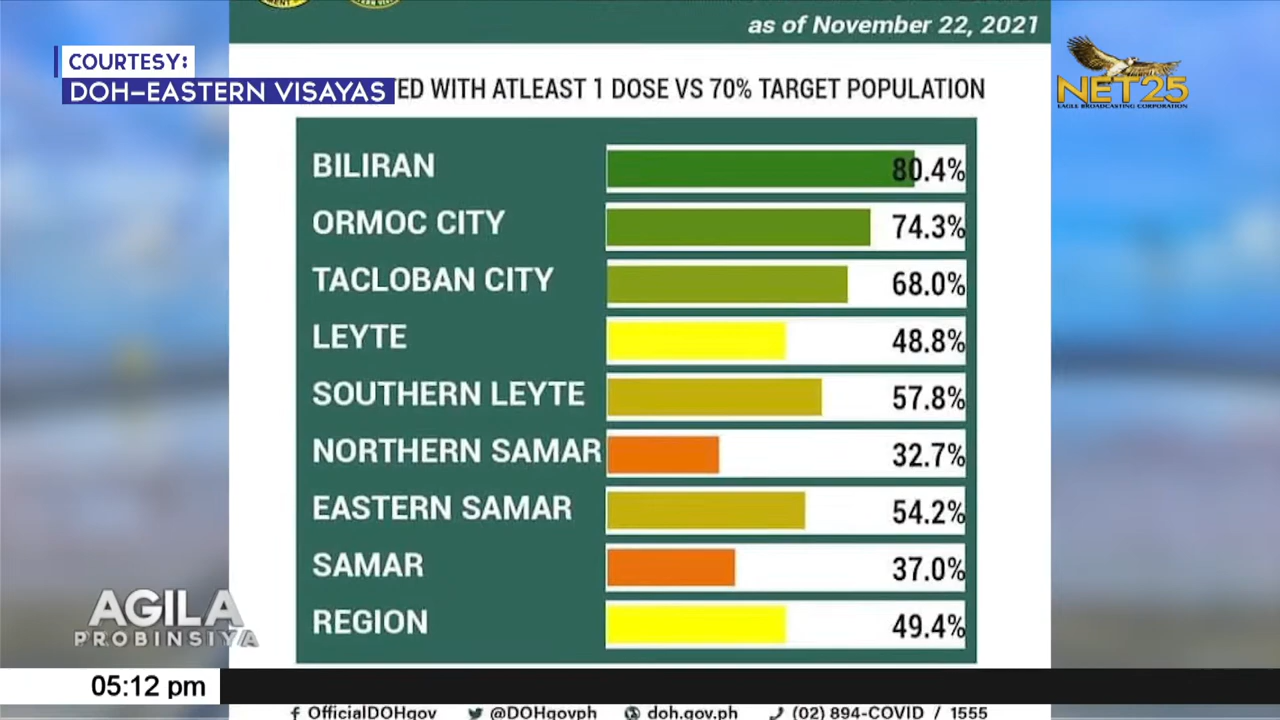 as of November 22, 2021
COURTESY:
DOH-EASTERN VISAYAS
WITH ATLEAST 1 DOSE VS 70% TARGET POPULATION
NET25
EAGLE BROADCASTING CORPORATION
BILIRAN 80.4%
ORMOC CITY 74.3%
TACLOBAN CITY 68.0%
LEYTE 48.8%
SOUTHERN LEYTE 57.8%
NORTHERN SAMAR 32.7%
EASTERN SAMAR 54.2%
SAMAR 37.0%
REGION 49.4%
AGILA
PROBINSIYA
05:12 pm
OfficialDOHgov @DOHgovph doh.gov.ph (02) 894-COVID / 1555